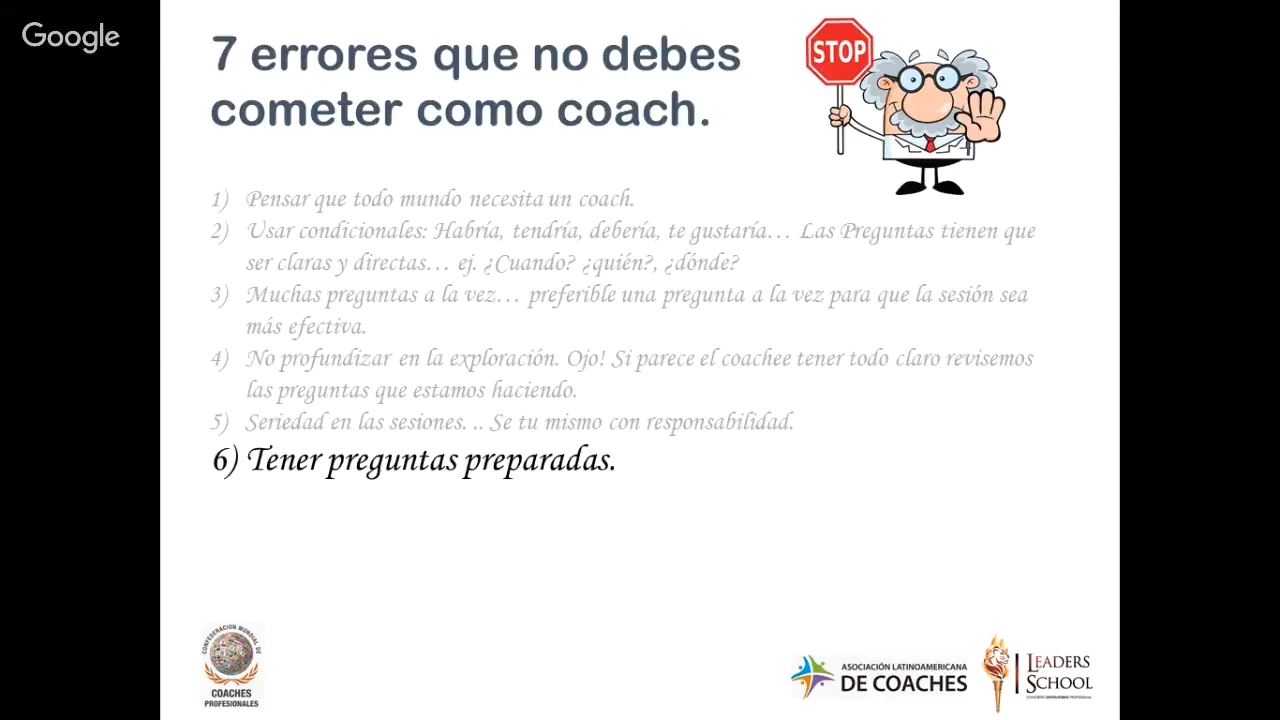 Google
7 errores que no debes
cometer como coach.
STOP
1) Pensar que todo mundo necesita un coach.
2) Usar condicionales: Habría, tendría, debería, te gustaría… Las Preguntas tienen que
ser claras y directas… ej. ¿Cuando? ¿quién?, ¿dónde?
3) Muchas preguntas a la vez… preferible una pregunta a la vez para que la sesión sea
más efectiva.
4) No profundizar en la exploración. Ojo! Si parece el coachee tener todo claro revisemos
las preguntas que estamos haciendo.
5) Seriedad en las sesiones. .. Se tu mismo con responsabilidad.
6) Tener preguntas preparadas.
CONFEDERACION MUNDIAL DE
COACHES
PROFESIONALES
ASOCIACIÓN LATINOAMERICANA
DE COACHES
LEADERS
SCHOOL